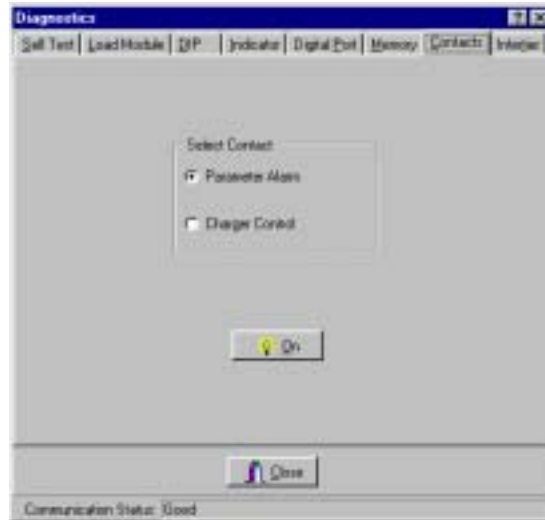 Diagnostics
Self Test Load Module DIP Indicator Digital Port Memory Contacts
Select Contact
Parameter Alarm
Charger Control
On
Close
Communication Status: Good